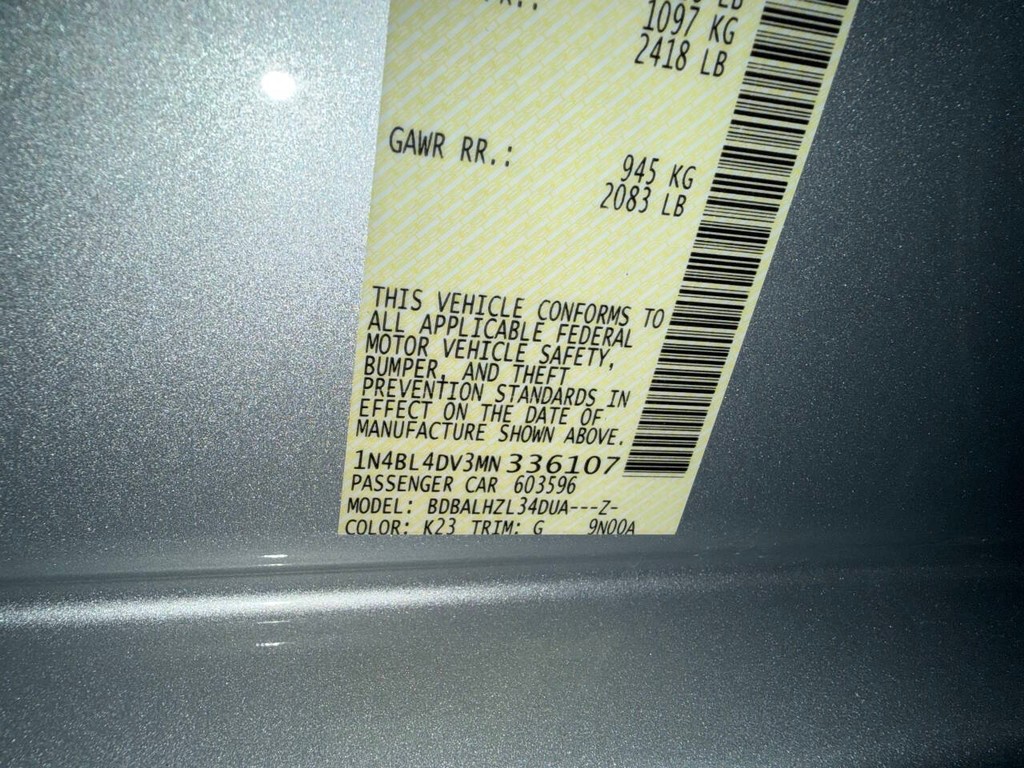 LB
1097 KG
2418 LB
GAWR RR.:
945 KG
2083 LB
THIS VEHICLE CONFORMS TO
ALL APPLICABLE FEDERAL
MOTOR VEHICLE SAFETY,
BUMPER, AND THEFT
PREVENTION STANDARDS IN
EFFECT ON THE DATE OF
MANUFACTURE SHOWN ABOVE.
1N4BL4DV3MN336107
PASSENGER CAR 603596
MODEL: BDBALHZL34DUA---Z-
COLOR: K23 TRIM: G 9N00A